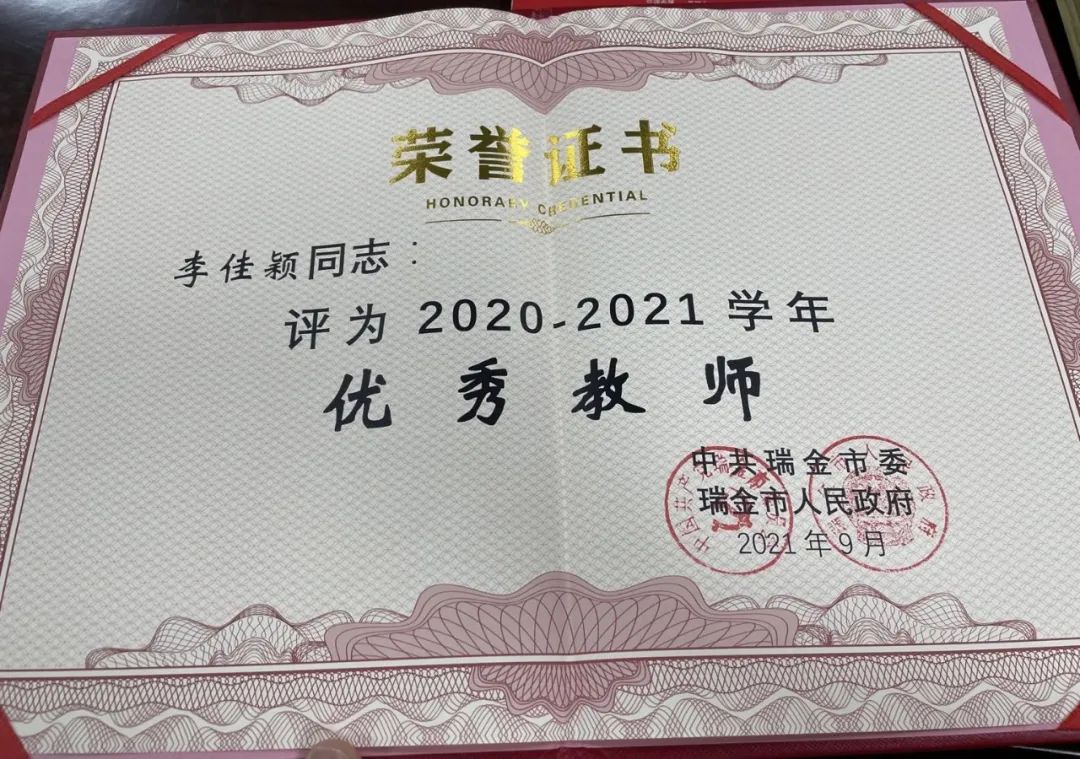 荣誉证书
HONORARY CREDENTIAL
李佳颖同志：
评为 2020-2021 学年
优秀教师
中共瑞金市委
瑞金市人民政府
2021 年 9 月